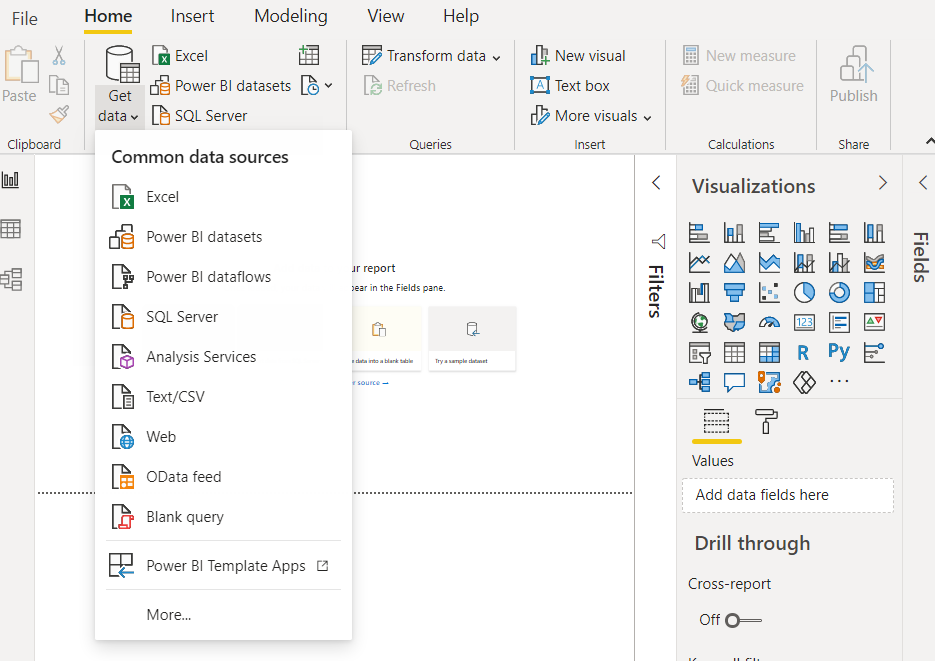 File
Home
Insert
Modeling
View
Help
Paste
Clipboard
Get
data
Excel
Power BI datasets
SQL Server
Transform data
Refresh
Queries
New visual
Text box
More visuals
Insert
New measure
Quick measure
Calculations
Publish
Share
Common data sources
Excel
Power BI datasets
Power BI dataflows
SQL Server
Analysis Services
Text/CSV
Web
OData feed
Blank query
Power BI Template Apps
More...
ur report
pear in the Fields pane.
data into a blank table
Try a sample dataset
r source →
Filters
Visualizations
123
R
Py
...
Values
Add data fields here
Drill through
Cross-report
Off
Fields